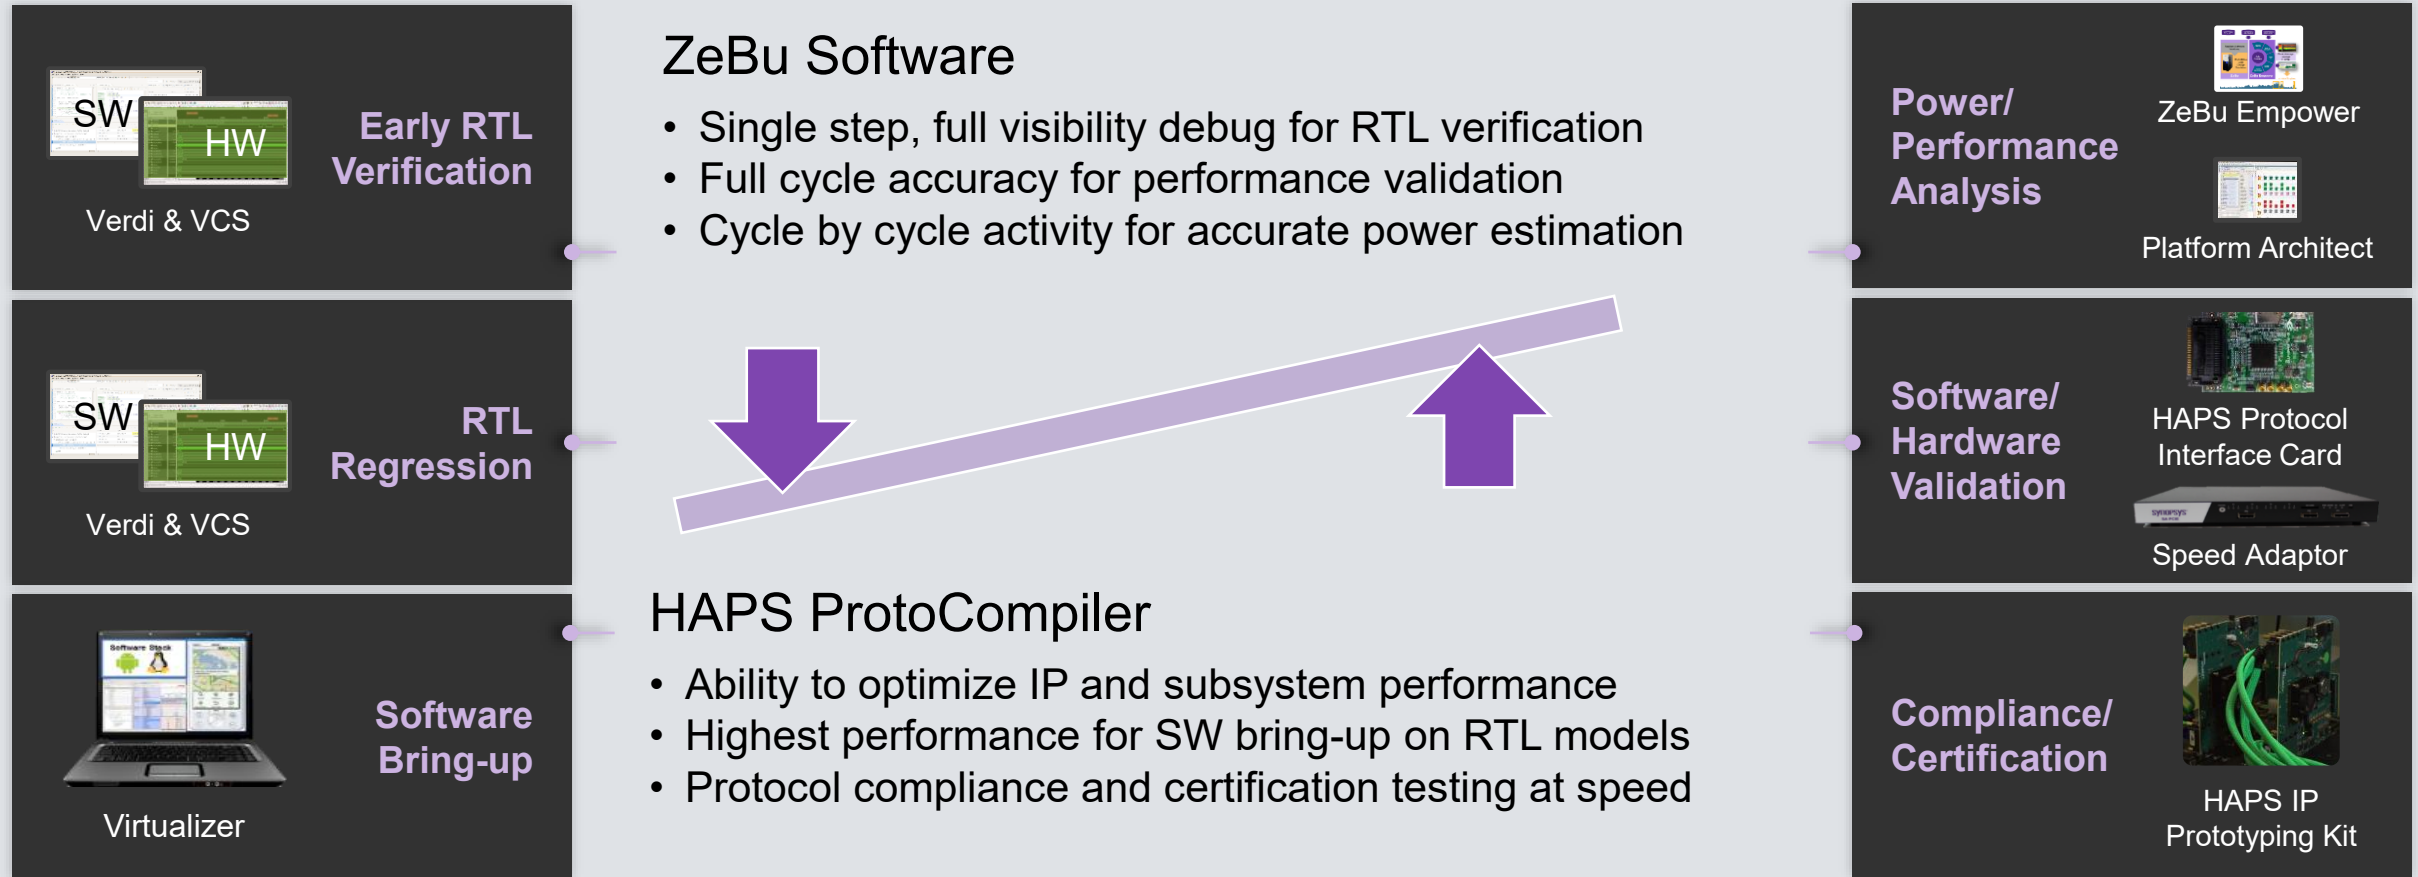 SW
HW
Early RTL
Verification
Verdi & VCS
SW
HW
RTL
Regression
Verdi & VCS
Software Stack
Software
Bring-up
Virtualizer
ZeBu Software
• Single step, full visibility debug for RTL verification
• Full cycle accuracy for performance validation
• Cycle by cycle activity for accurate power estimation
HAPS ProtoCompiler
• Ability to optimize IP and subsystem performance
• Highest performance for SW bring-up on RTL models
• Protocol compliance and certification testing at speed
Power/
Performance
Analysis
ZeBu Empower
Platform Architect
Software/
Hardware
Validation
HAPS Protocol
Interface Card
SYNOPSYS
Speed Adaptor
Compliance/
Certification
HAPS IP
Prototyping Kit